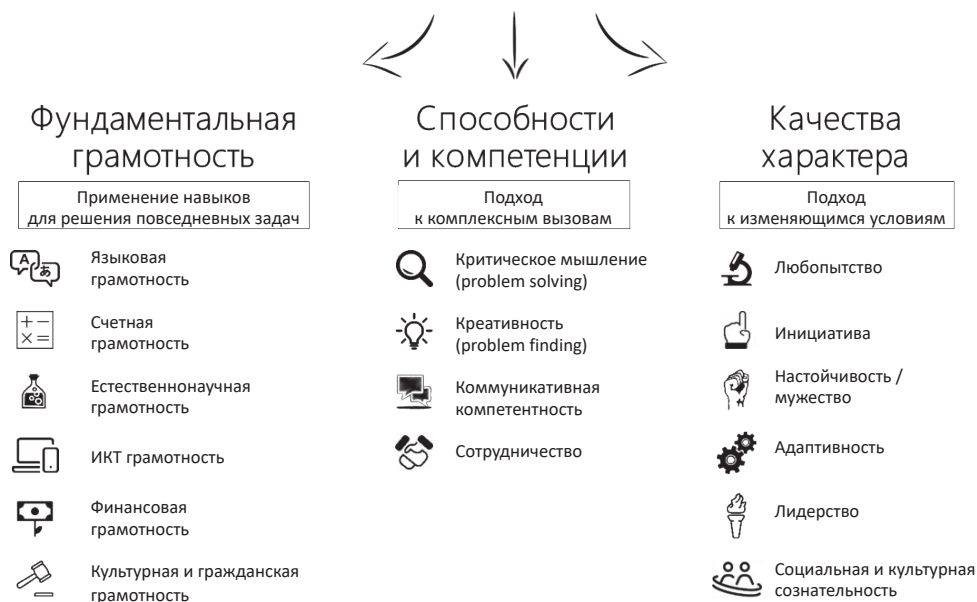 Фундаментальная
грамотность
Применение навыков
для решения повседневных задач
Языковая
грамотность
Счетная
грамотность
Естественнонаучная
грамотность
ИКТ грамотность
Финансовая
грамотность
Культурная и гражданская
грамотность
Способности
и компетенции
Подход
к комплексным вызовам
Критическое мышление
(problem solving)
Креативность
(problem finding)
Коммуникативная
компетентность
Сотрудничество
Качества
характера
Подход
к изменяющимся условиям
Любопытство
Инициатива
Настойчивость /
мужество
Адаптивность
Лидерство
Социальная и культурная
сознательность